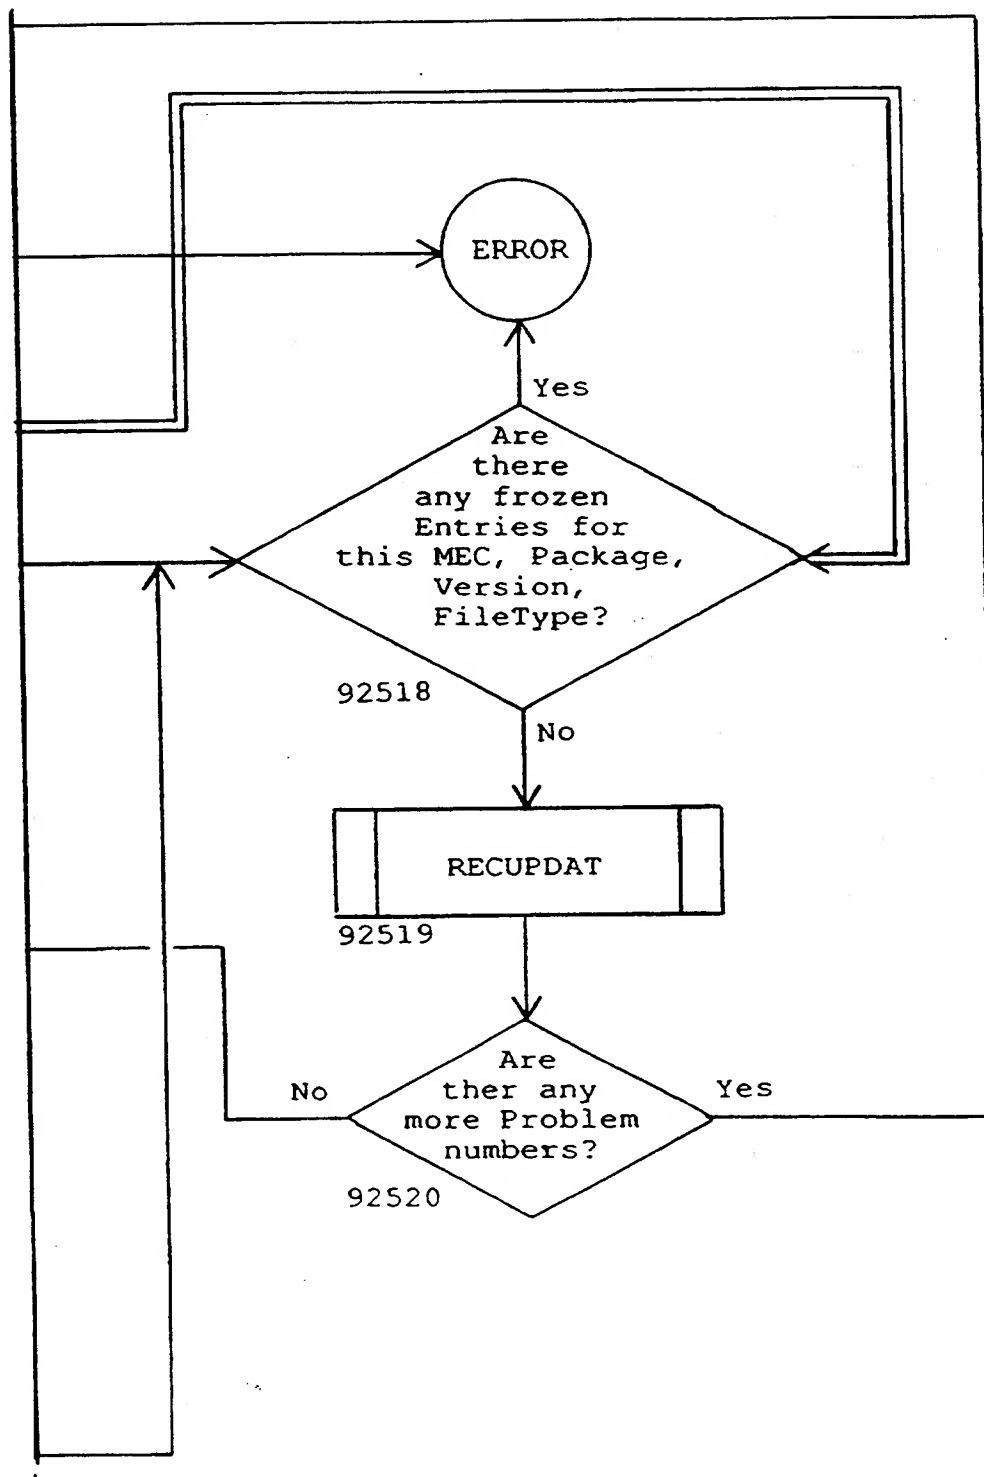 ERROR
Yes
Are
there
any frozen
Entries for
this MEC, Package,
Version,
FileType?
92518
No
RECUPDAT
92519
Are
ther any
more Problem
numbers?
No
Yes
92520